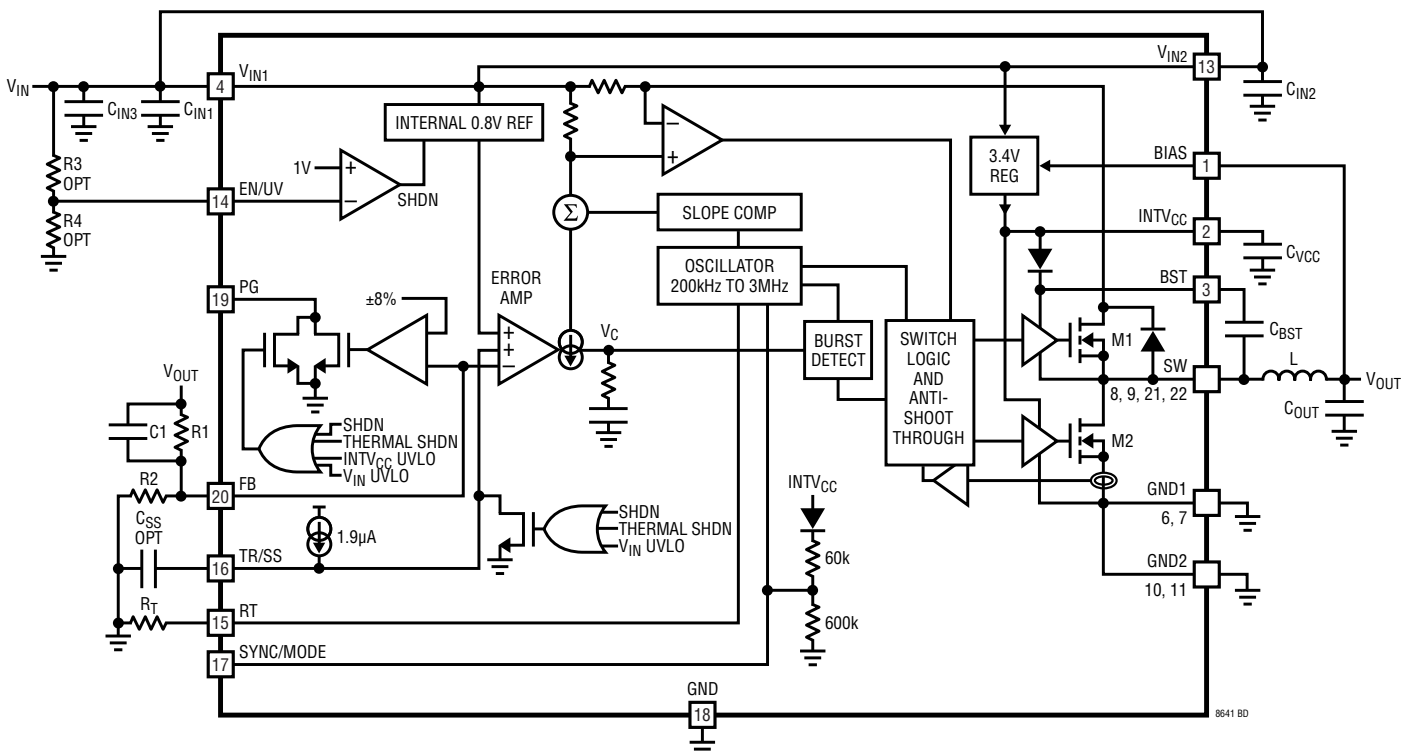 VIN
CIN3
CIN1
4
VIN1
VIN2
13
CIN2
INTERNAL 0.8V REF
R3
OPT
1V
+
−
SHDN
14
EN/UV
R4
OPT
−
+
3.4V
REG
BIAS
1
Σ
SLOPE COMP
INTVCC
2
CVCC
OSCILLATOR
200kHz TO 3MHz
19
PG
±8%
ERROR
AMP
+
+
−
VC
BURST
DETECT
SWITCH
LOGIC
AND
ANTI-
SHOOT
THROUGH
BST
3
CBST
M1
SW
8, 9, 21, 22
L
VOUT
COUT
M2
VOUT
C1
R1
SHDN
THERMAL SHDN
INTVCC UVLO
VIN UVLO
R2
20
FB
CSS
OPT
1.9µA
16
TR/SS
SHDN
THERMAL SHDN
VIN UVLO
INTVCC
60k
600k
GND1
6, 7
GND2
10, 11
RT
15
RT
17
SYNC/MODE
GND
18
8641 BD